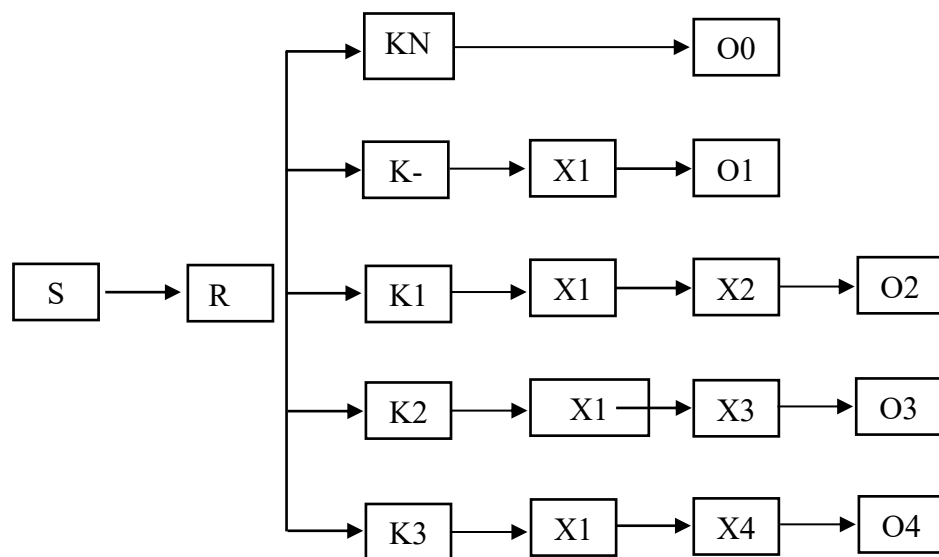 KN O0
K- X1 O1
S R K1 X1 X2 O2
K2 X1 X3 O3
K3 X1 X4 O4